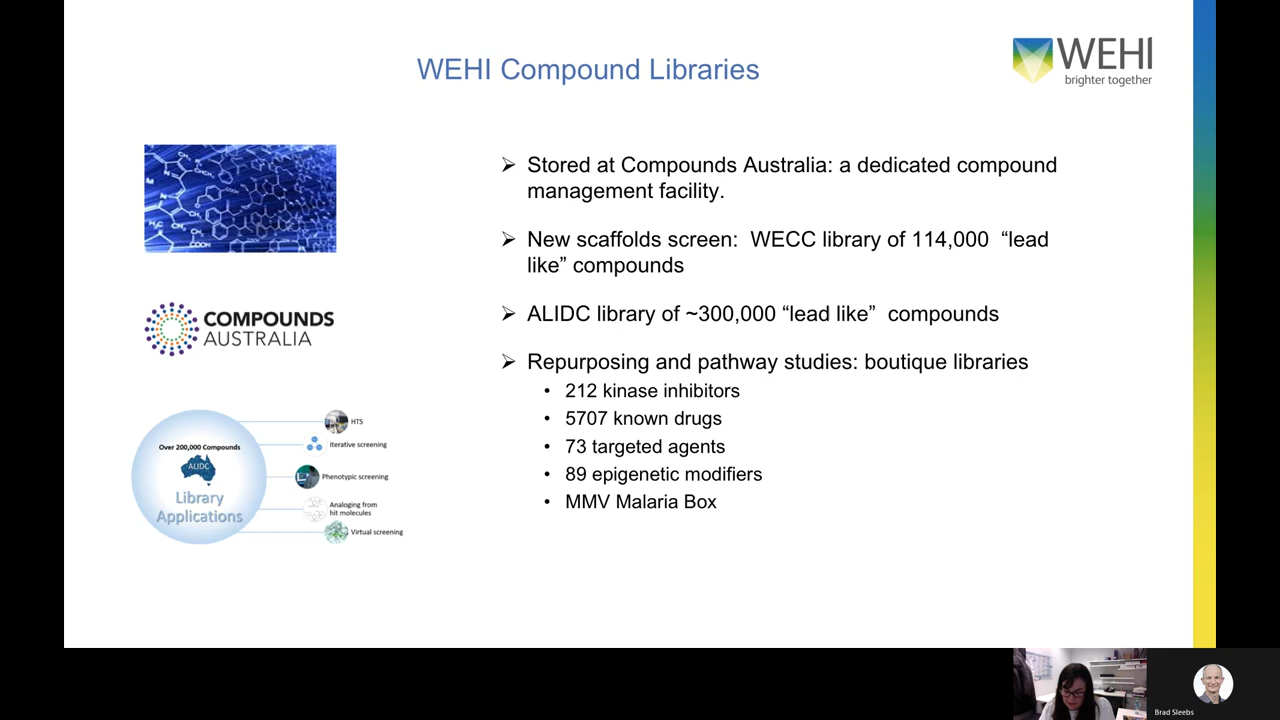 WEHI Compound Libraries
WEHI
brighter together
Stored at Compounds Australia: a dedicated compound
management facility.
New scaffolds screen: WECC library of 114,000 “lead
like” compounds
ALIDC library of ~300,000 “lead like” compounds
Repurposing and pathway studies: boutique libraries
• 212 kinase inhibitors
• 5707 known drugs
• 73 targeted agents
• 89 epigenetic modifiers
• MMV Malaria Box
COMPOUNDS
AUSTRALIA
Over 200,000 Compounds
ALIDC
Library
Applications
HTS
Iterative screening
Phenotypic screening
Analoging from
hit molecules
Virtual screening
Brad Sleebs